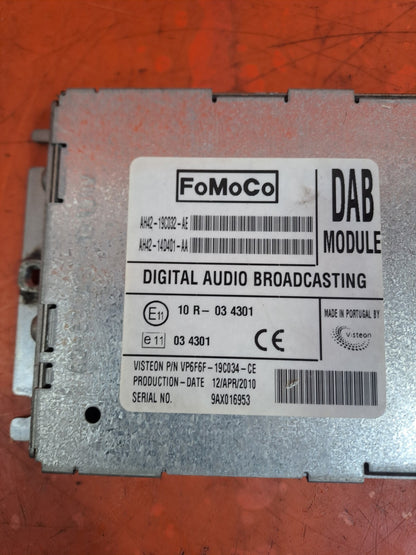 FoMoCo
DAB
MODULE
AH42-19C032-AE
AH42-14D401-AA
DIGITAL AUDIO BROADCASTING
E11 10 R- 03 4301
e 11 03 4301
CE
MADE IN PORTUGAL BY
visteon
VISTEON P/N VP6F6F-19C034-CE
PRODUCTION-DATE 12/APR/2010
SERIAL NO. 9AX016953